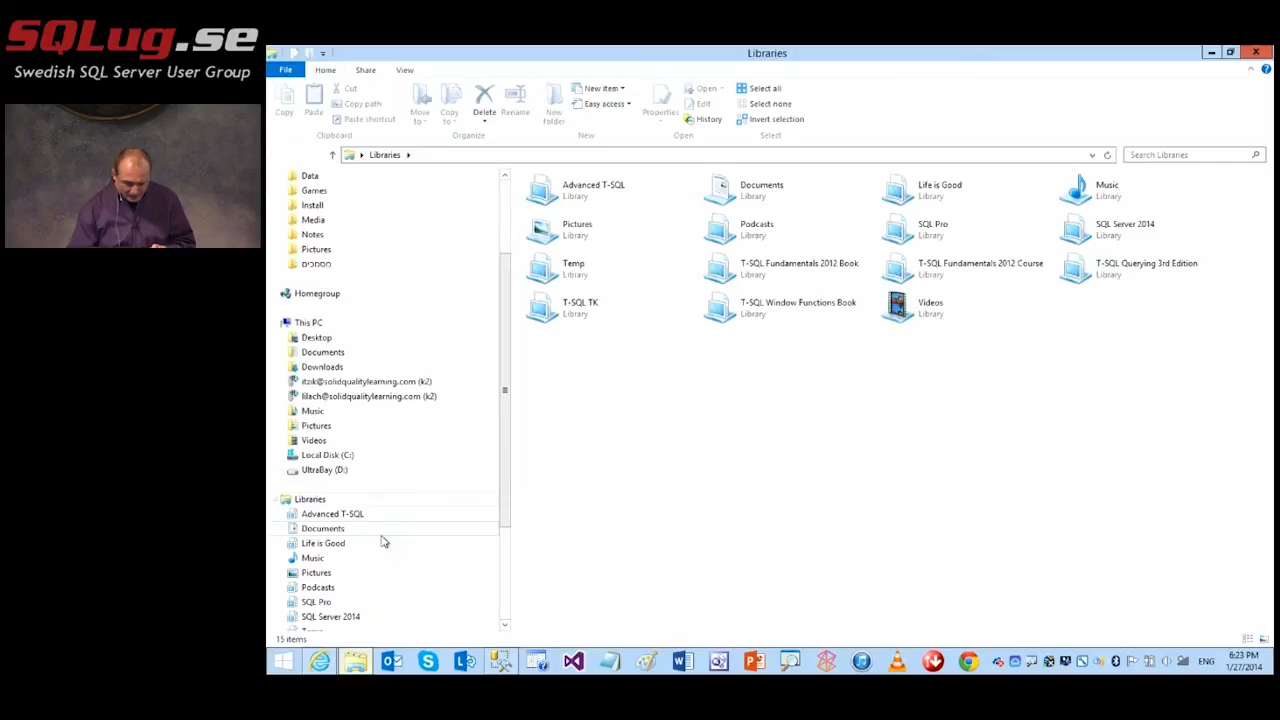 SQLug.se
Swedish SQL Server User Group
Libraries
File Home Share View
Copy
Paste
Cut
Copy path
Paste shortcut
Clipboard
Move to
Copy to
Delete
Rename
Organize
New folder
New item
Easy access
New
Properties
Open
Edit
History
Open
Select all
Select none
Invert selection
Select
Libraries
Search Libraries
Data
Games
Install
Media
Notes
Pictures
מסמכים
Homegroup
This PC
Desktop
Documents
Downloads
itzik@solidqualitylearning.com (k2)
lilach@solidqualitylearning.com (k2)
Music
Pictures
Videos
Local Disk (C:)
UltraBay (D:)
Libraries
Advanced T-SQL
Documents
Life is Good
Music
Pictures
Podcasts
SQL Pro
SQL Server 2014
Advanced T-SQL
Library
Documents
Library
Life is Good
Library
Music
Library
Pictures
Library
Podcasts
Library
SQL Pro
Library
SQL Server 2014
Library
Temp
Library
T-SQL Fundamentals 2012 Book
Library
T-SQL Fundamentals 2012 Course
Library
T-SQL Querying 3rd Edition
Library
T-SQL TK
Library
T-SQL Window Functions Book
Library
Videos
Library
15 items
ENG
6:23 PM
1/27/2014